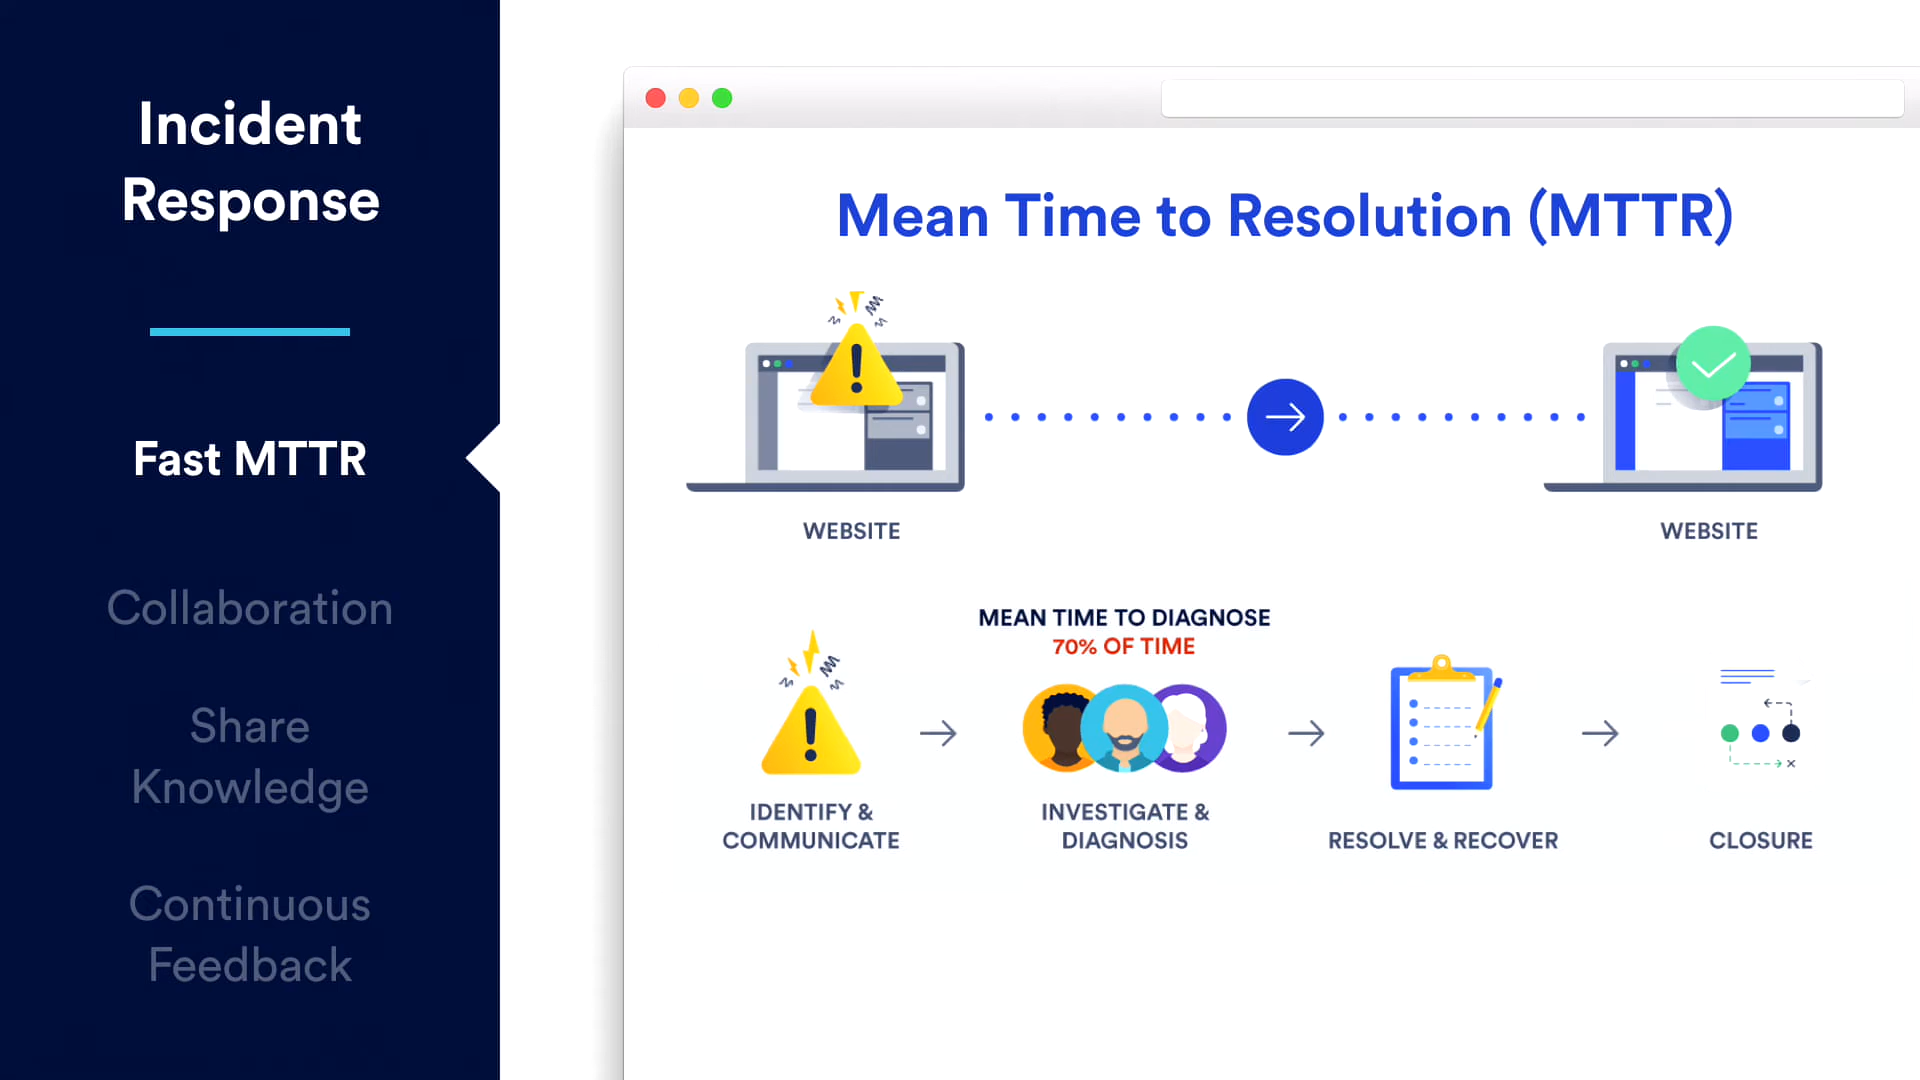 Incident
Response
Fast MTTR
Collaboration
Share
Knowledge
Continuous
Feedback
Mean Time to Resolution (MTTR)
WEBSITE
WEBSITE
MEAN TIME TO DIAGNOSE
70% OF TIME
IDENTIFY &
COMMUNICATE
INVESTIGATE &
DIAGNOSIS
RESOLVE & RECOVER
CLOSURE